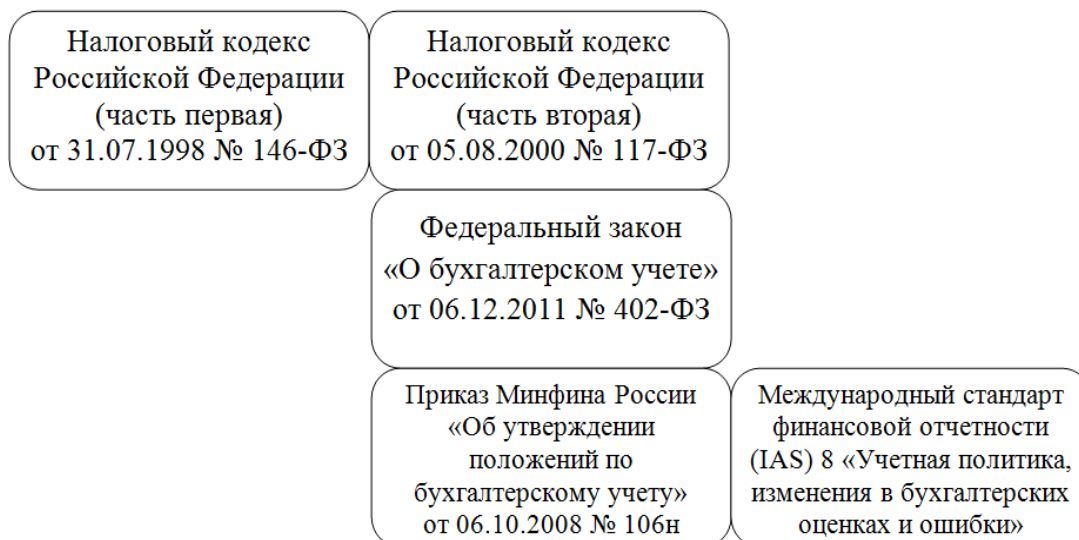 Налоговый кодекс
Российской Федерации
(часть первая)
от 31.07.1998 № 146-ФЗ
Налоговый кодекс
Российской Федерации
(часть вторая)
от 05.08.2000 № 117-ФЗ
Федеральный закон
«О бухгалтерском учете»
от 06.12.2011 № 402-ФЗ
Приказ Минфина России
«Об утверждении
положений по
бухгалтерскому учету»
от 06.10.2008 № 106н
Международный стандарт
финансовой отчетности
(IAS) 8 «Учетная политика,
изменения в бухгалтерских
оценках и ошибки»